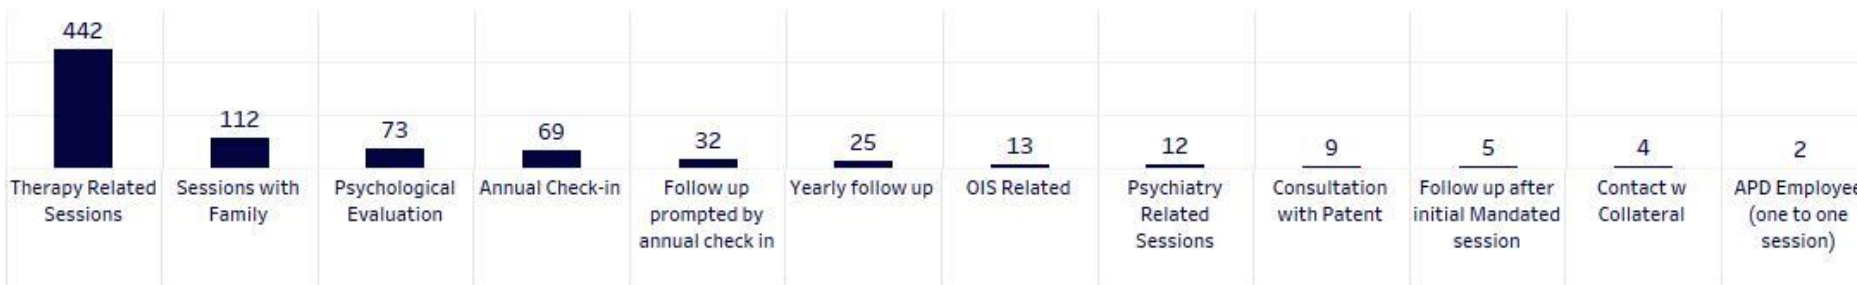 442
112
73
69
32
25
13
12
9
5
4
2
Therapy Related
Sessions
Sessions with
Family
Psychological
Evaluation
Annual Check-in
Follow up
prompted by
annual check in
Yearly follow up
OIS Related
Psychiatry
Related
Sessions
Consultation
with Patent
Follow up after
initial Mandated
session
Contact w
Collateral
APD Employee
(one to one
session)